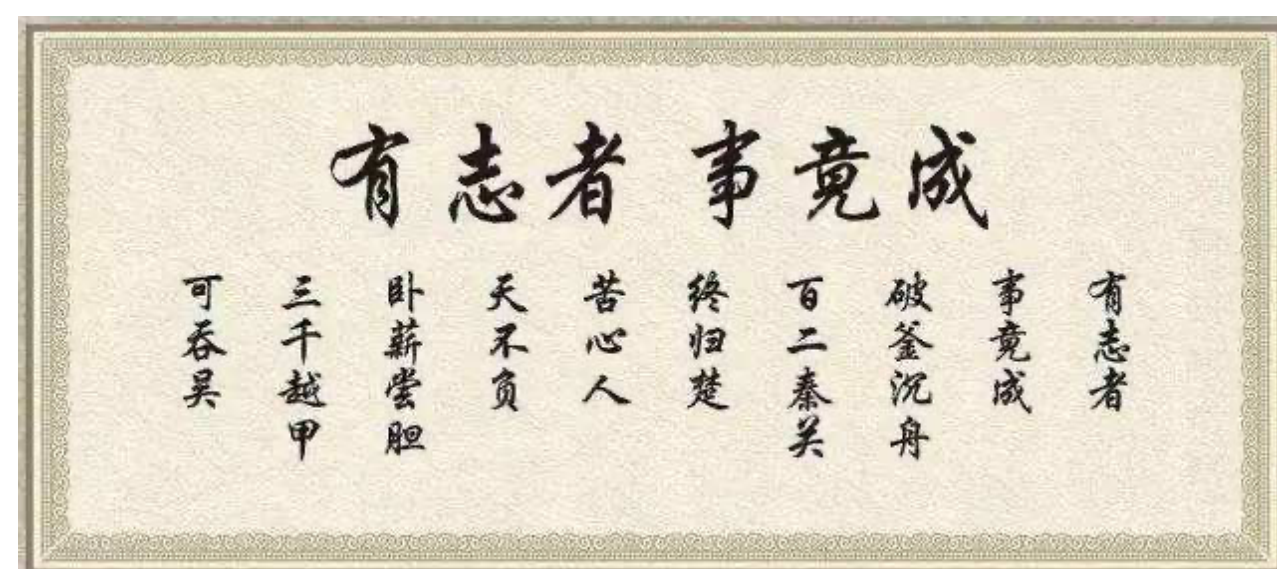 有志者 事竟成
有志者
事竟成
破釜沉舟
百二秦关
终归楚
苦心人
天不负
卧薪尝胆
三千越甲
可吞吴